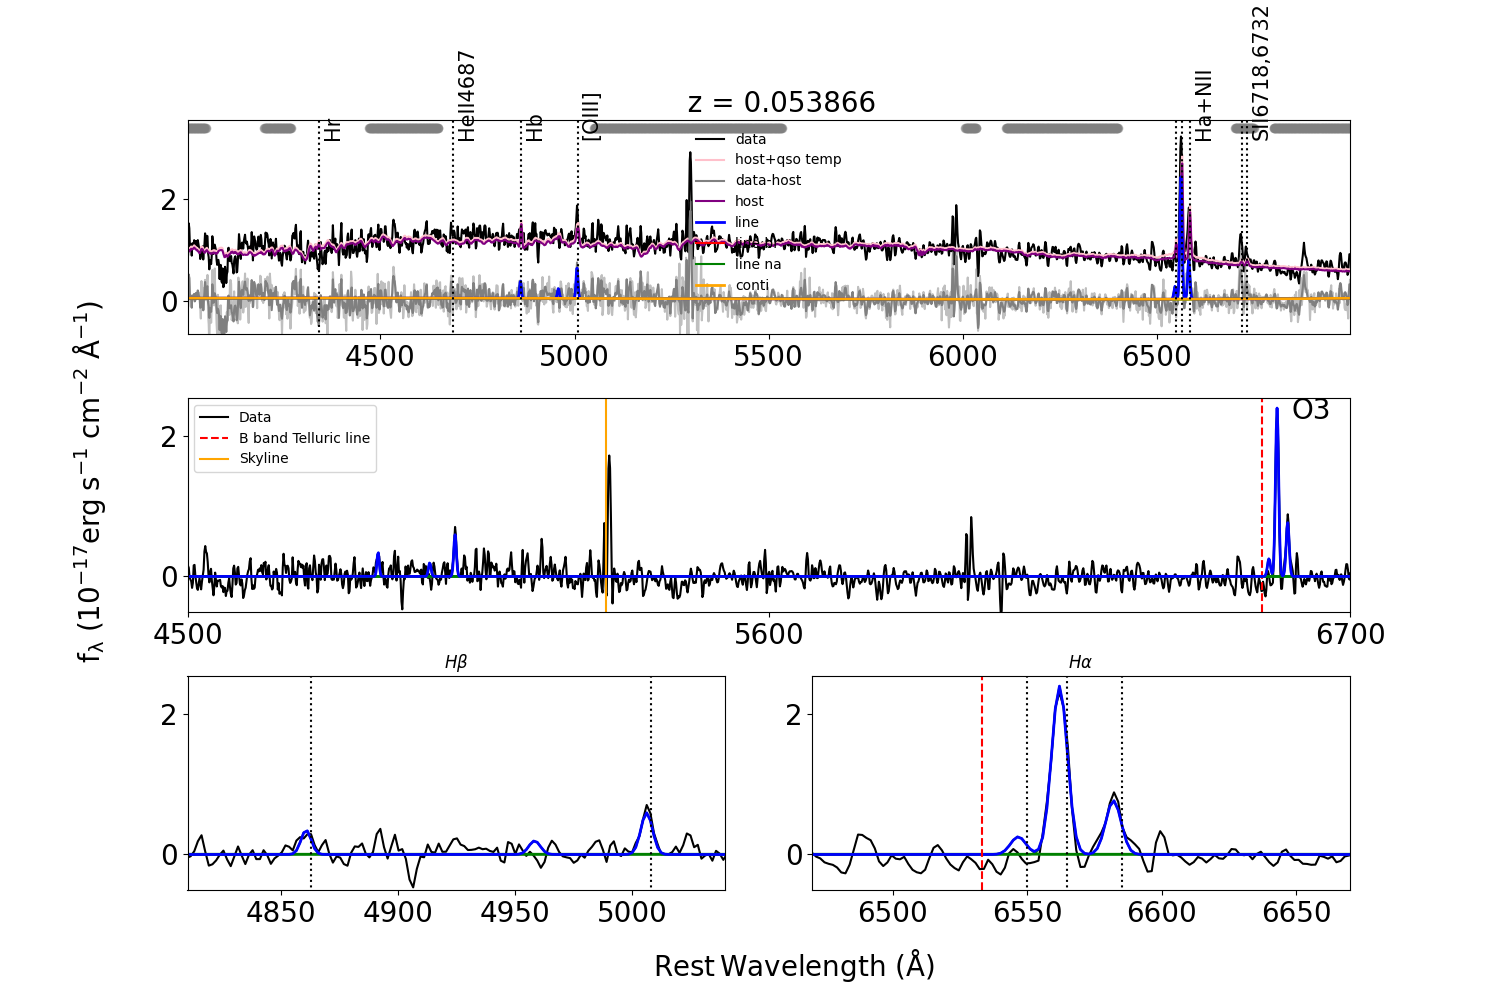 z = 0.053866
Hr
HeII4687
Hb
[OIII]
Ha+NII
SII6718,6732
data
host+qso temp
data-host
host
line
line na
conti
2
0
4500 5000 5500 6000 6500
fλ (10⁻¹⁷erg s⁻¹ cm⁻² Å⁻¹)
Data
B band Telluric line
Skyline
O3
2
0
4500 5600 6700
Hβ
2
0
4850 4900 4950 5000
Hα
2
0
6500 6550 6600 6650
Rest Wavelength (Å)